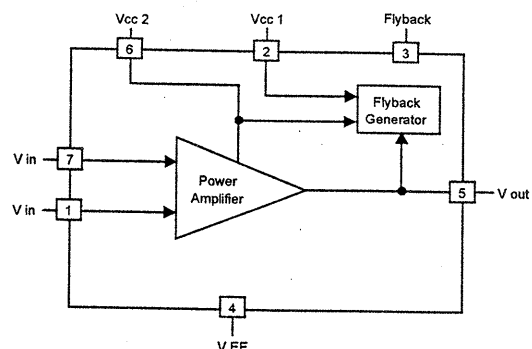 Vcc 2
Vcc 1
Flyback
6
2
3
Flyback
Generator
V in
7
Power
Amplifier
5
V out
V in
1
4
V EE